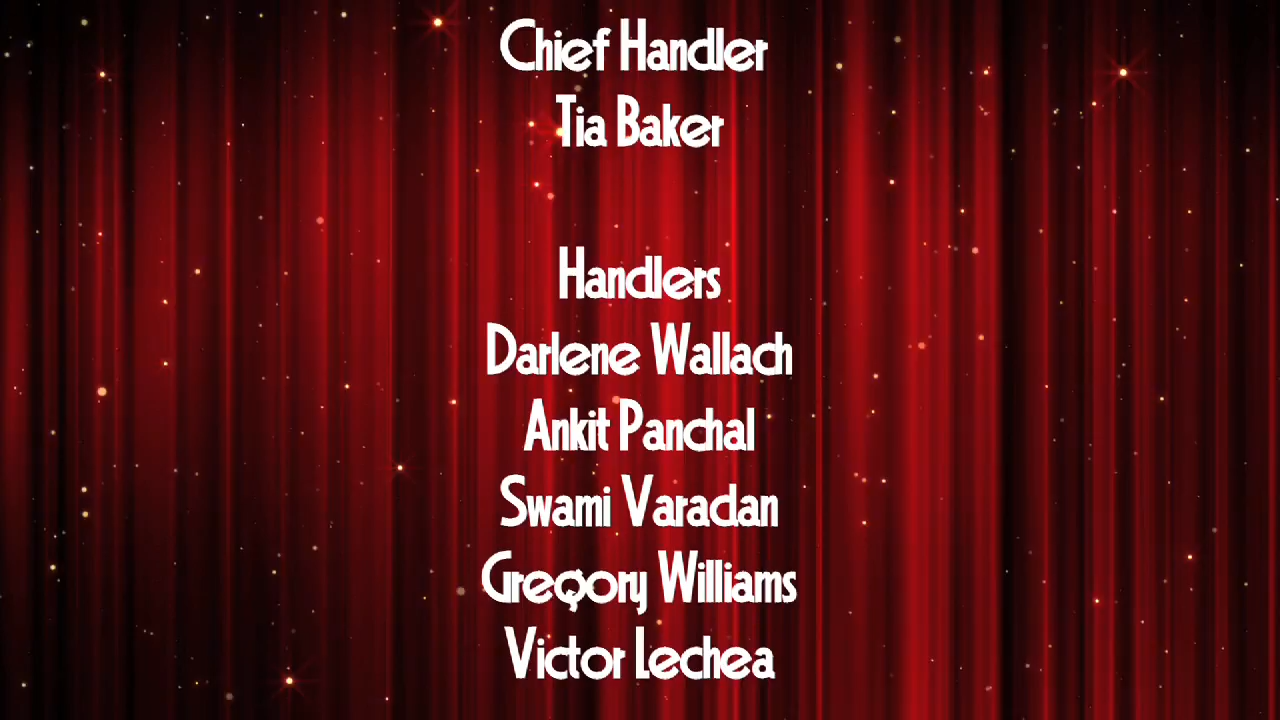 Chief Handler
Tia Baker
Handlers
Darlene Wallach
Ankit Panchal
Swami Varadan
Gregory Williams
Victor Lechea